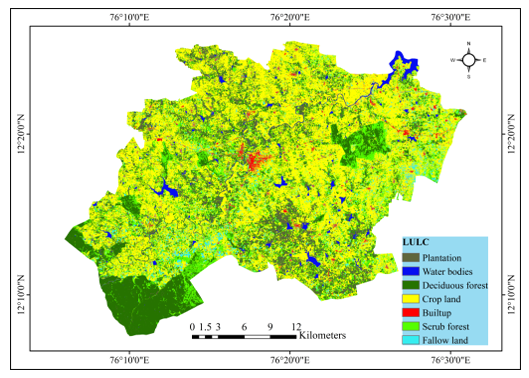 76°10'0"E 76°20'0"E 76°30'0"E
N
W E
S
12°20'0"N 12°20'0"N
12°10'0"N 12°10'0"N
LULC
Plantation
Water bodies
Deciduous forest
Crop land
Builtup
Scrub forest
Fallow land
0 1.5 3 6 9 12
Kilometers
76°10'0"E 76°20'0"E 76°30'0"E